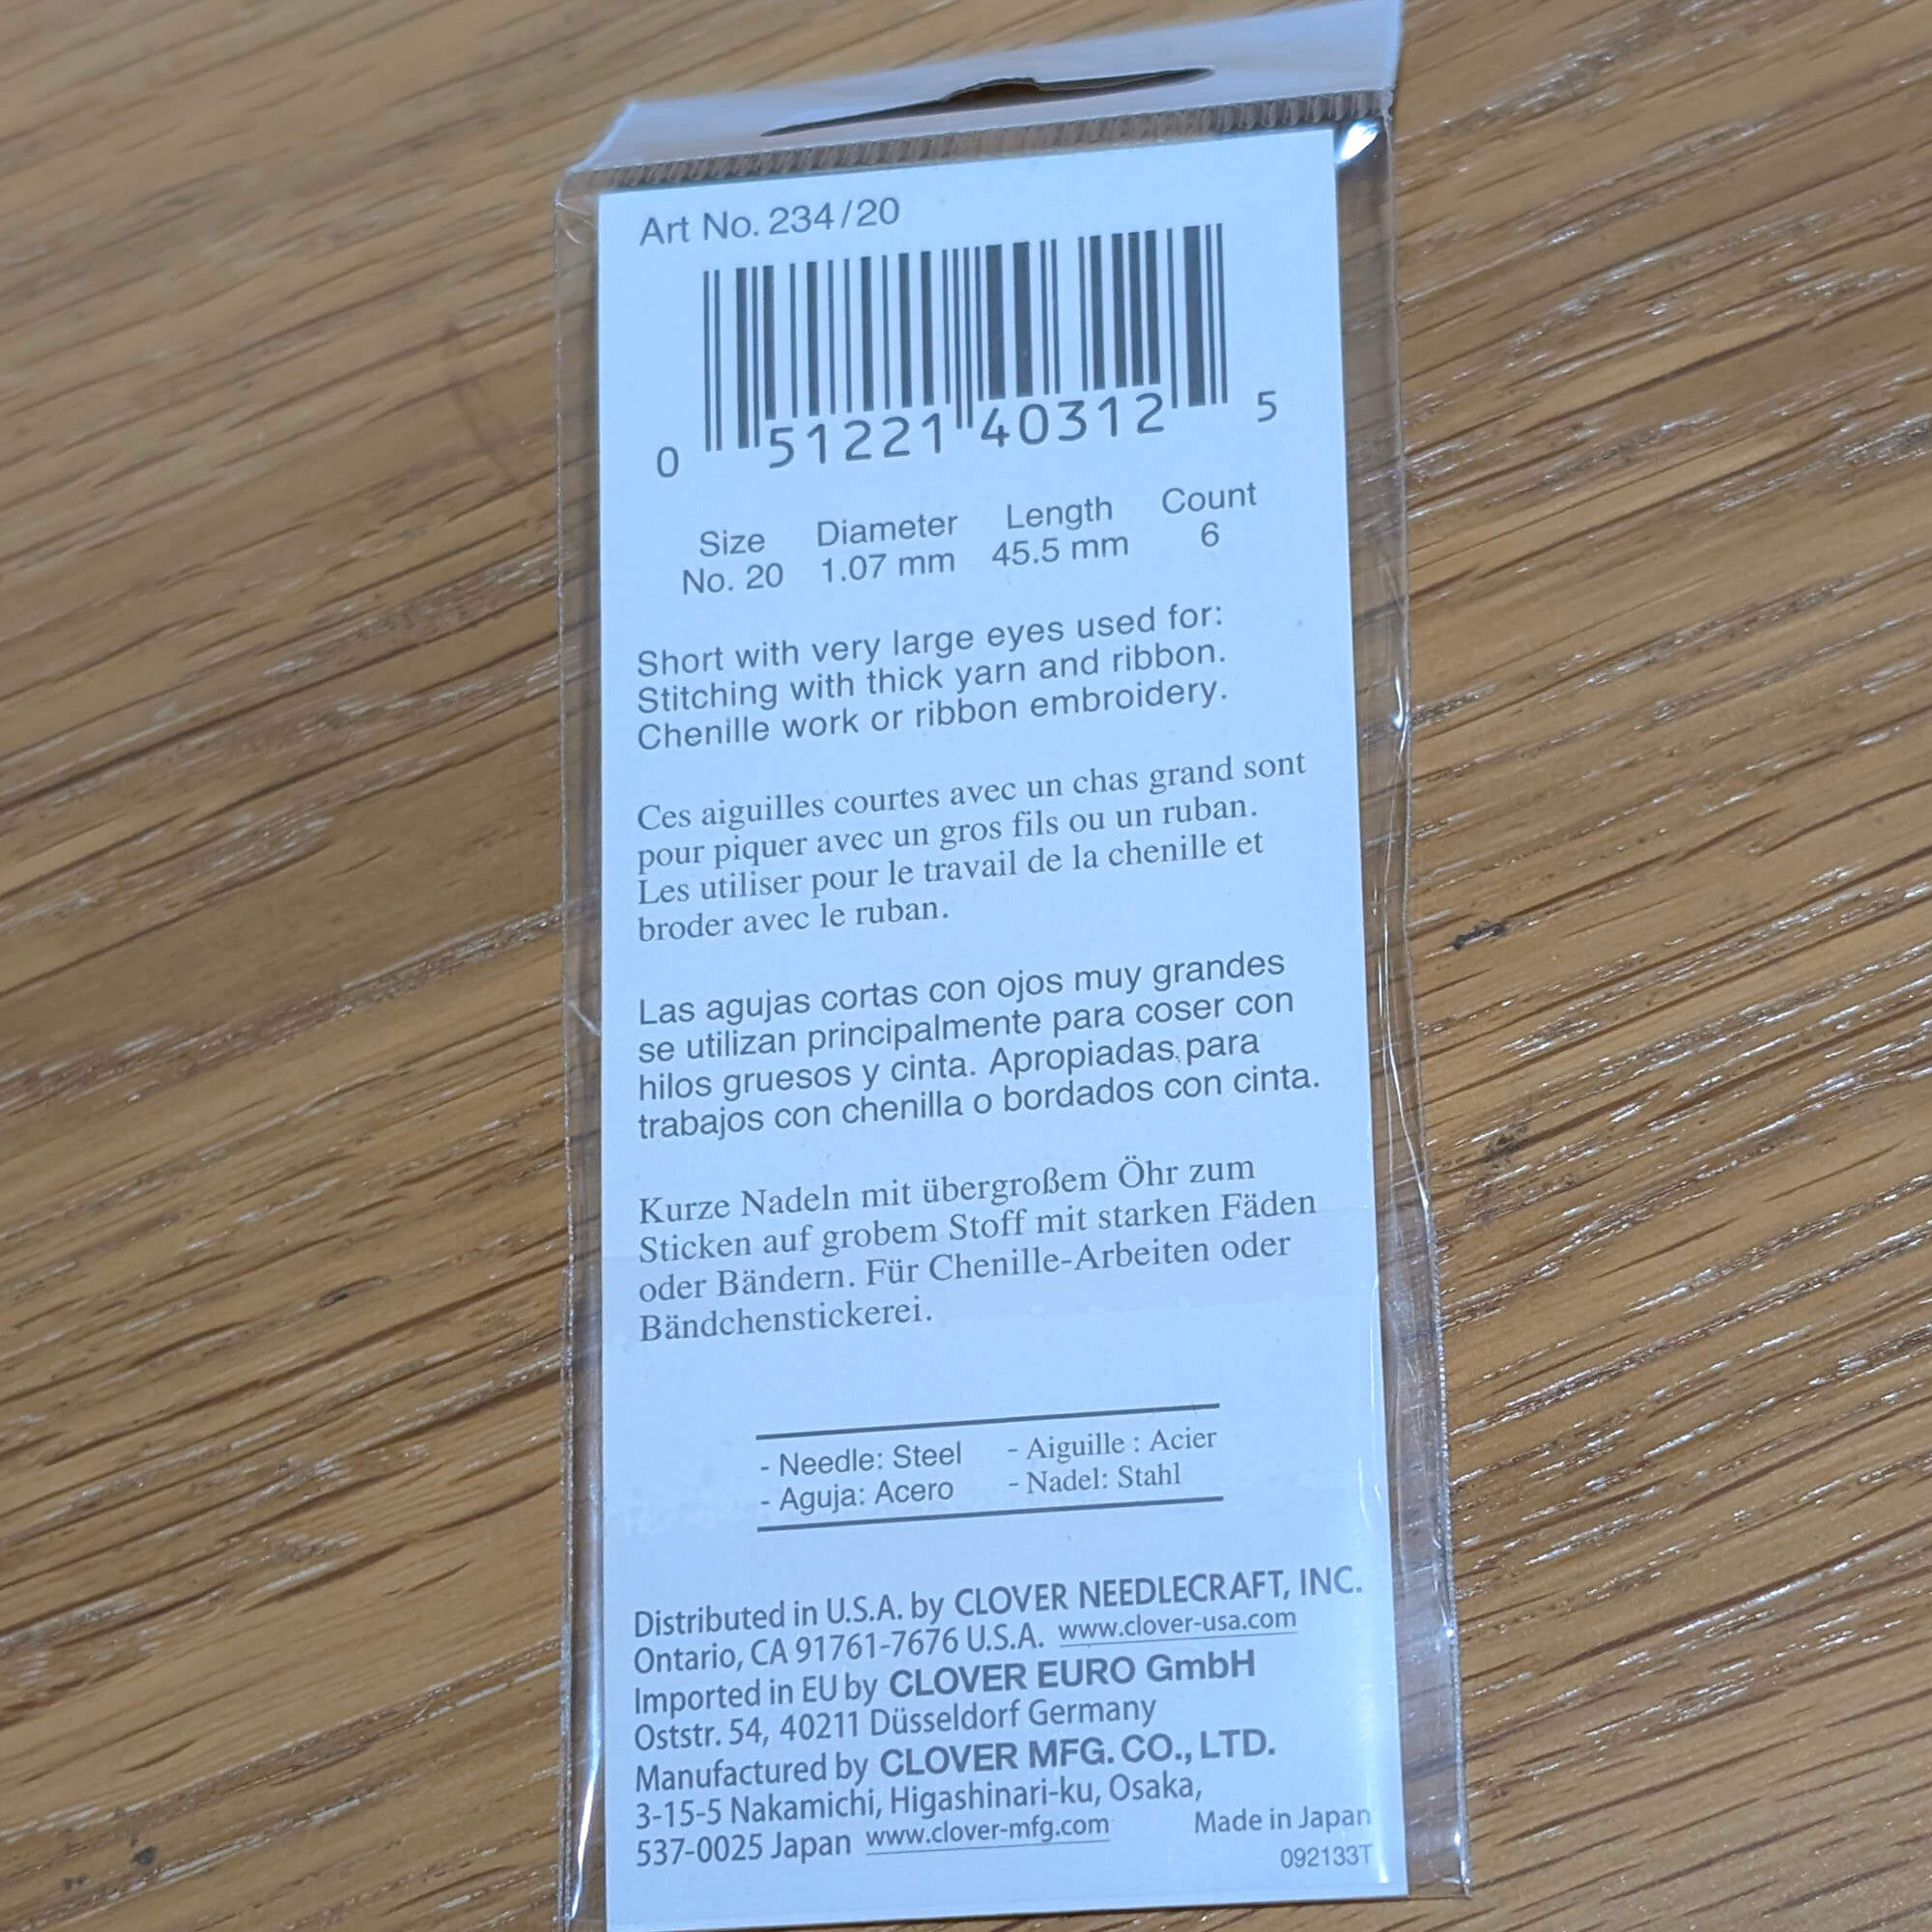 Art No. 234/20
0 51221 40312 5
Size Diameter Length Count
No. 20 1.07 mm 45.5 mm 6
Short with very large eyes used for:
Stitching with thick yarn and ribbon.
Chenille work or ribbon embroidery.
Ces aiguilles courtes avec un chas grand sont
pour piquer avec un gros fils ou un ruban.
Les utiliser pour le travail de la chenille et
broder avec le ruban.
Las agujas cortas con ojos muy grandes
se utilizan principalmente para coser con
hilos gruesos y cinta. Apropiadas para
trabajos con chenilla o bordados con cinta.
Kurze Nadeln mit übergroßem Öhr zum
Sticken auf grobem Stoff mit starken Fäden
oder Bändern. Für Chenille-Arbeiten oder
Bändchenstickerei.
- Needle: Steel - Aiguille : Acier
- Aguja: Acero - Nadel: Stahl
Distributed in U.S.A. by CLOVER NEEDLECRAFT, INC.
Ontario, CA 91761-7676 U.S.A. www.clover-usa.com
Imported in EU by CLOVER EURO GmbH
Oststr. 54, 40211 Düsseldorf Germany
Manufactured by CLOVER MFG. CO., LTD.
3-15-5 Nakamichi, Higashinari-ku, Osaka,
537-0025 Japan www.clover-mfg.com Made in Japan
092133T